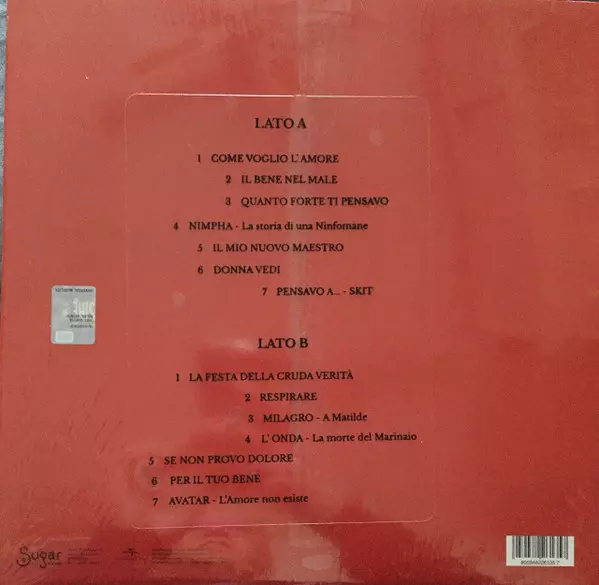 LATO A
1 COME VOGLIO L'AMORE
2 IL BENE NEL MALE
3 QUANTO FORTE TI PENSAVO
4 NIMPHA - La storia di una Ninfomane
5 IL MIO NUOVO MAESTRO
6 DONNA VEDI
7 PENSAVO A... - SKIT
LATO B
1 LA FESTA DELLA CRUDA VERITÀ
2 RESPIRARE
3 MILAGRO - A Matilde
4 L'ONDA - La morte del Marinaio
5 SE NON PROVO DOLORE
6 PER IL TUO BENE
7 AVATAR - L'Amore non esiste
Sugar